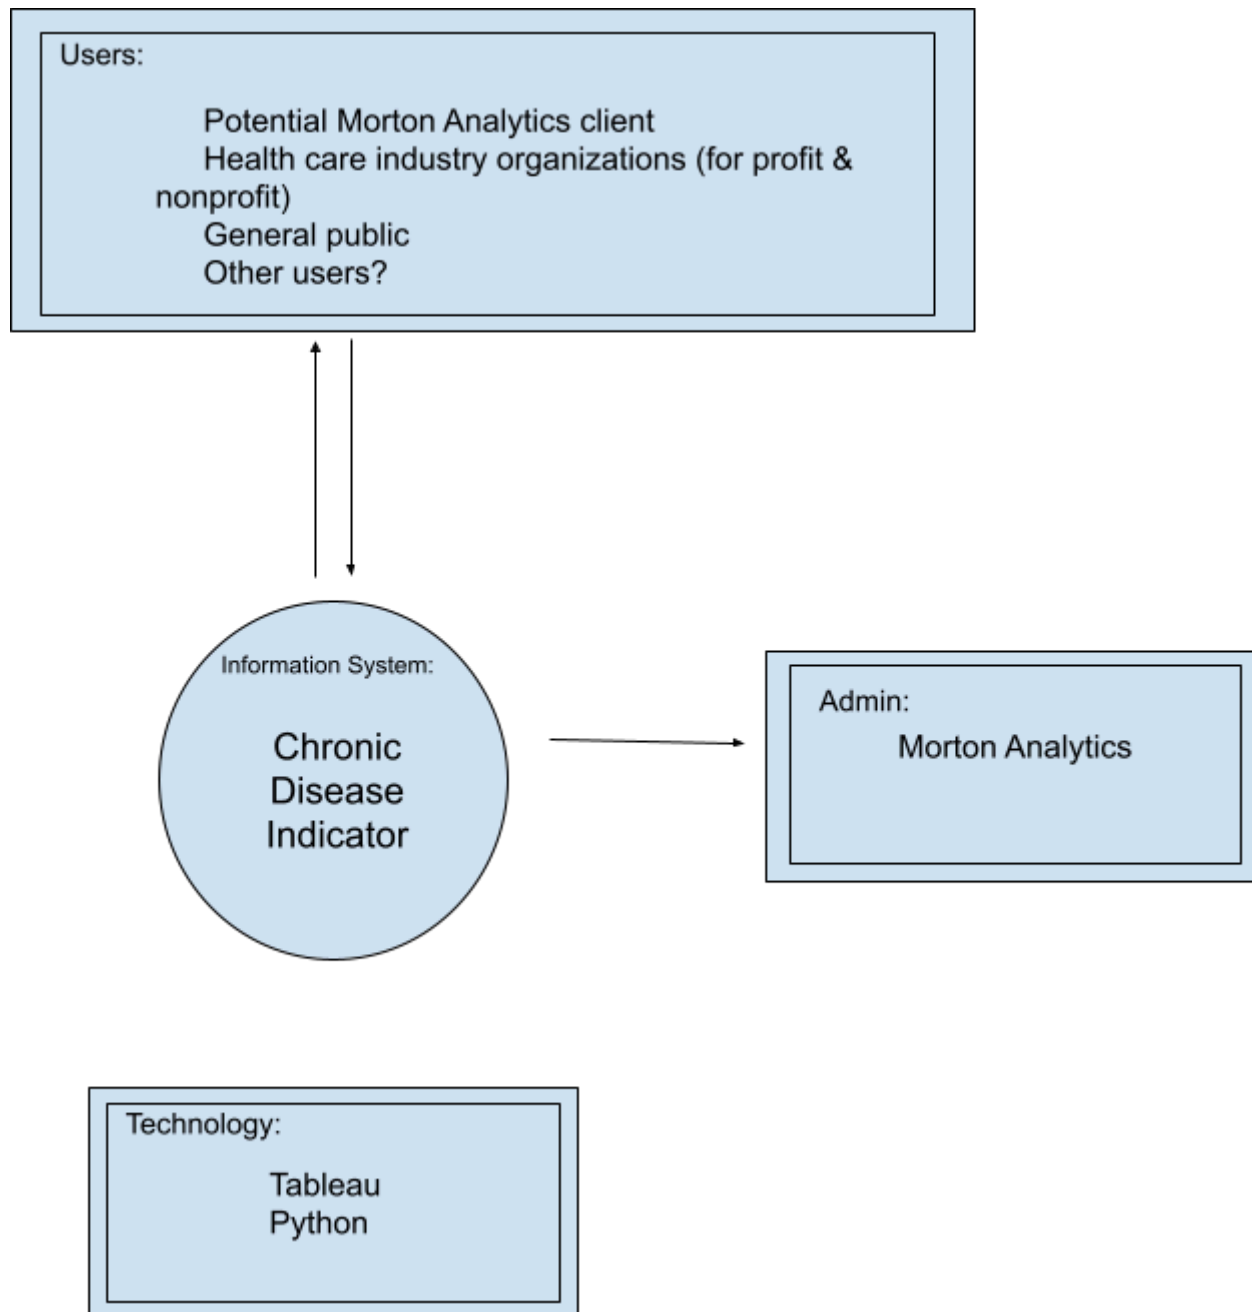 Users:
Potential Morton Analytics client
Health care industry organizations (for profit &
nonprofit)
General public
Other users?
Information System:
Chronic
Disease
Indicator
Admin:
Morton Analytics
Technology:
Tableau
Python